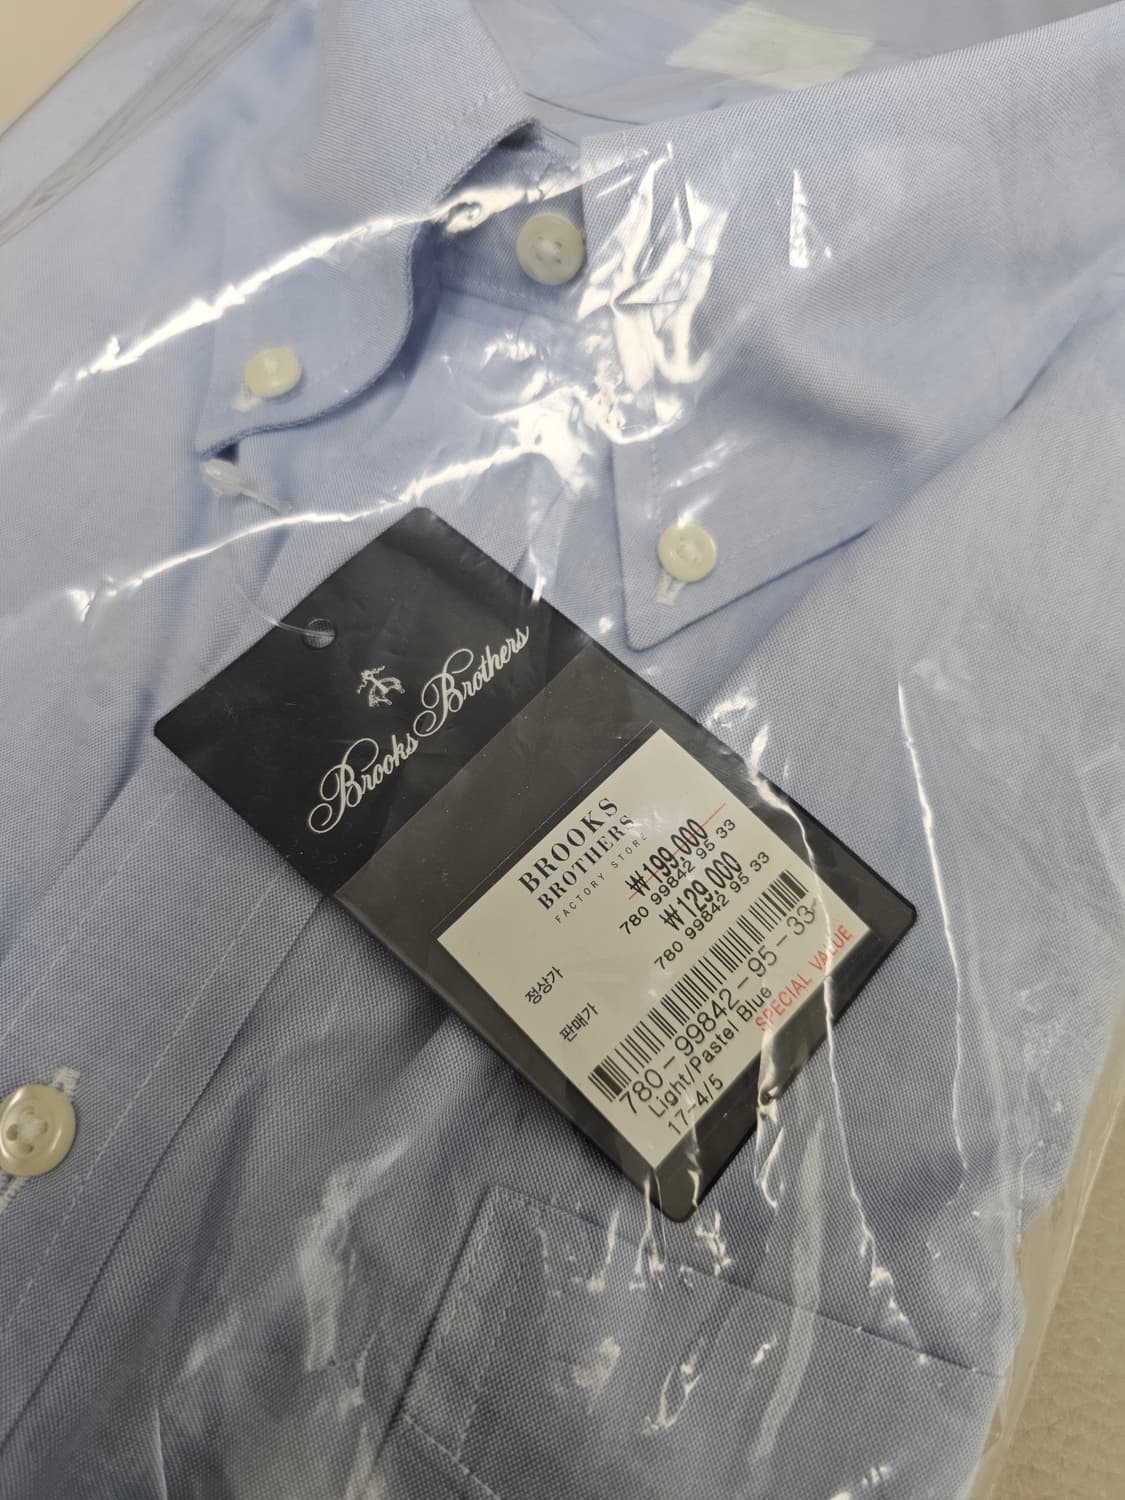 Brooks Brothers
BROOKS
BROTHERS
FACTORY STORE
₩199,000
780 99842 95 33
정상가
₩129,000
780 99842 95 33
판매가
780-99842-95-33-
Light/Pastel Blue
SPECIAL VALUE
17-4/5